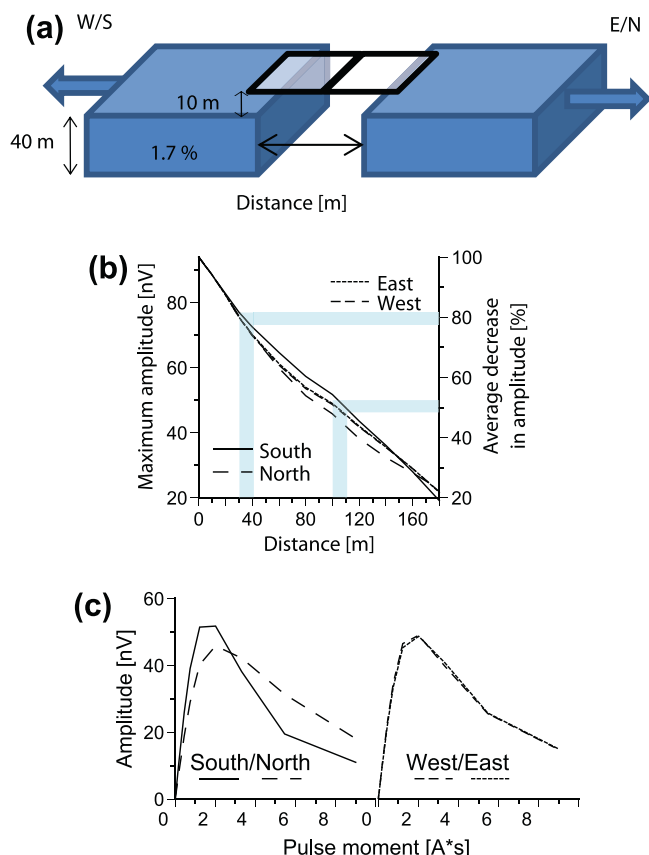 (a)
W/S
E/N
10 m
40 m
1.7 %
Distance [m]
(b)
Maximum amplitude [nV]
80
60
40
20
East
West
South
North
100
80
60
40
20
Average decrease
in amplitude [%]
0 40 80 120 160
Distance [m]
(c)
Amplitude [nV]
60
40
20
0
South/North
West/East
0 2 4 6 8 0 2 4 6 8
Pulse moment [A*s]